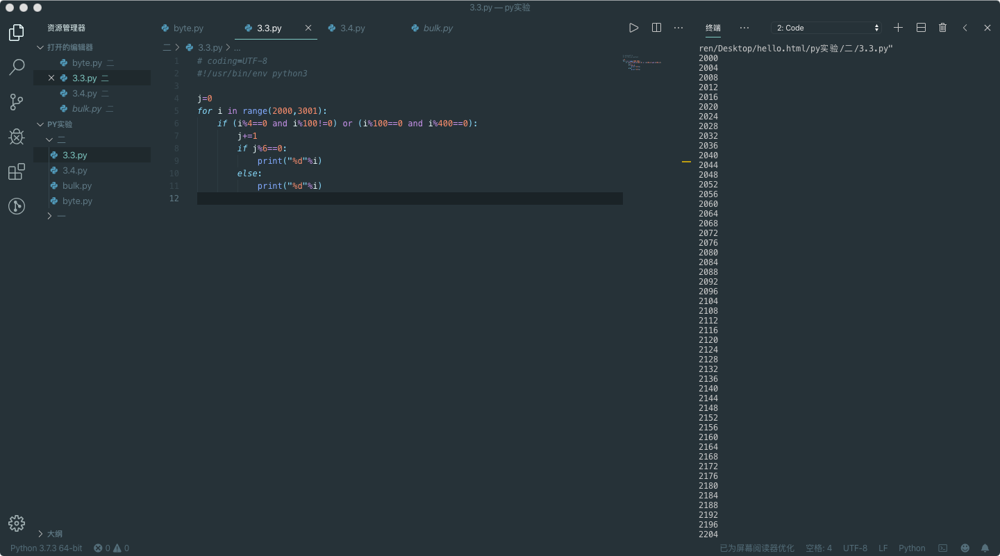 3.3.py — py实验
资源管理器
打开的编辑器
byte.py 二
3.3.py 二
3.4.py 二
bulk.py 二
PY实验
二
3.3.py
3.4.py
bulk.py
byte.py
一
大纲
byte.py
3.3.py
3.4.py
bulk.py
二 > 3.3.py > ...
1 # coding=UTF-8
2 #!/usr/bin/env python3
3
4 j=0
5 for i in range(2000,3001):
6 if (i%4==0 and i%100!=0) or (i%100==0 and i%400==0):
7 j+=1
8 if j%6==0:
9 print("%d"%i)
10 else:
11 print("%d"%i)
12
终端
2: Code
ren/Desktop/hello.html/py实验/二/3.3.py"
2000
2004
2008
2012
2016
2020
2024
2028
2032
2036
2040
2044
2048
2052
2056
2060
2064
2068
2072
2076
2080
2084
2088
2092
2096
2104
2108
2112
2116
2120
2124
2128
2132
2136
2140
2144
2148
2152
2156
2160
2164
2168
2172
2176
2180
2184
2188
2192
2196
2204
Python 3.7.3 64-bit 0 0
已为屏幕阅读器优化 空格: 4 UTF-8 LF Python